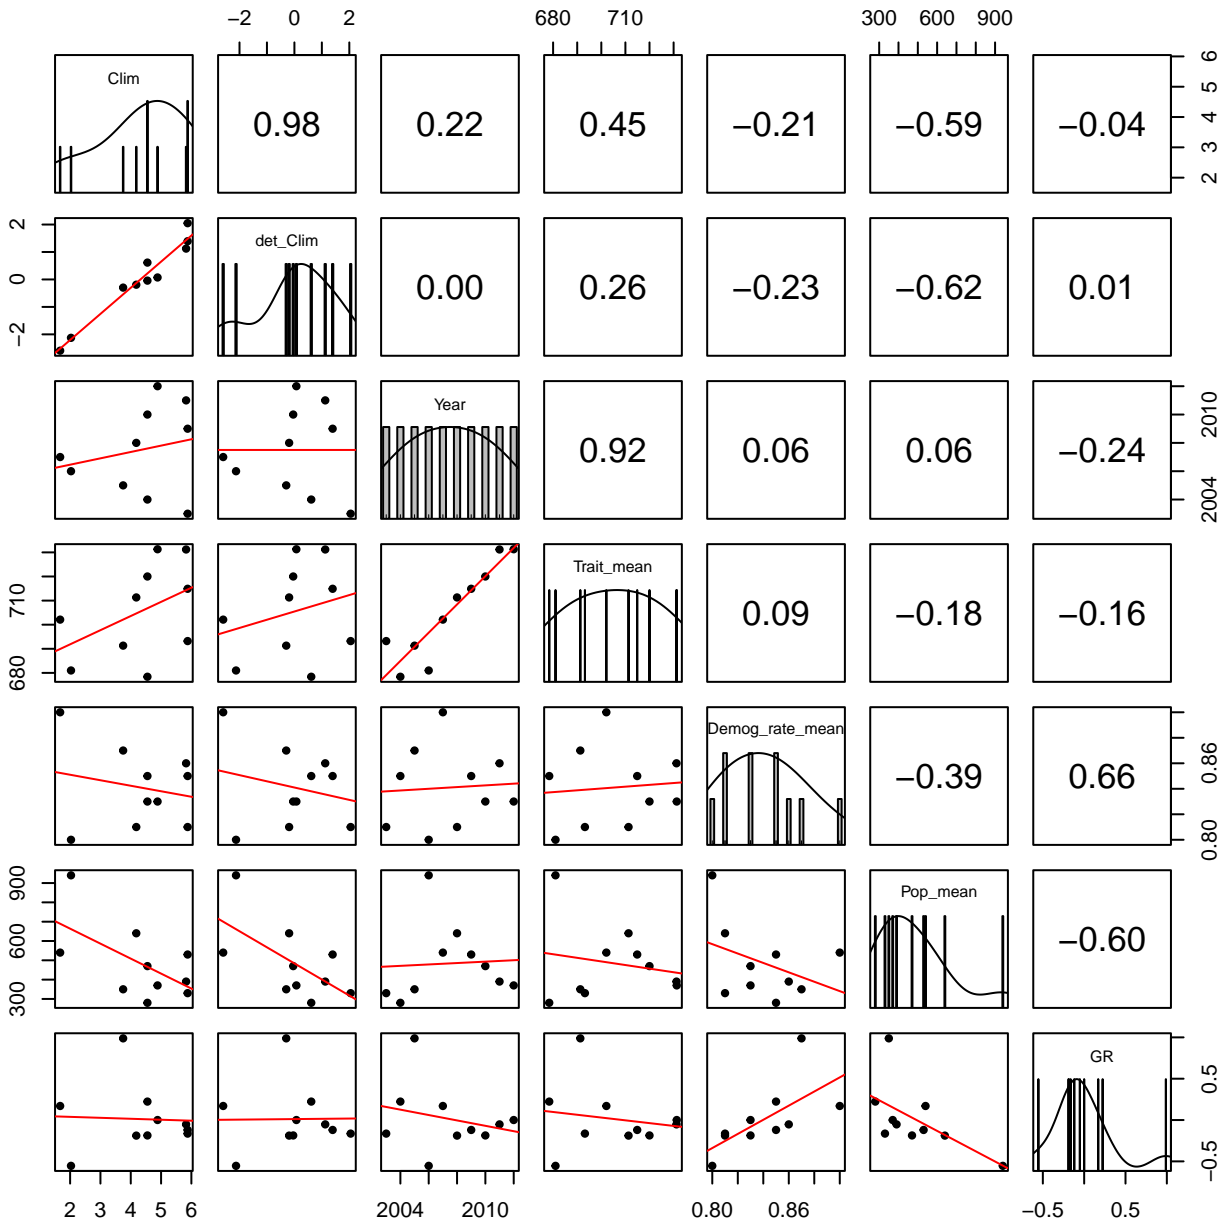 −2 0 2 680 710 300 600 900
Clim 0.98 0.22 0.45 −0.21 −0.59 −0.04 2 3 4 5 6
−2 0 2 det_Clim 0.00 0.26 −0.23 −0.62 0.01
Year 0.92 0.06 0.06 −0.24 2004 2010
680 710 Trait_mean 0.09 −0.18 −0.16
Demog_rate_mean −0.39 0.66 0.80 0.86
300 600 900 Pop_mean −0.60
GR −0.5 0.5
2 3 4 5 6 2004 2010 0.80 0.86 −0.5 0.5